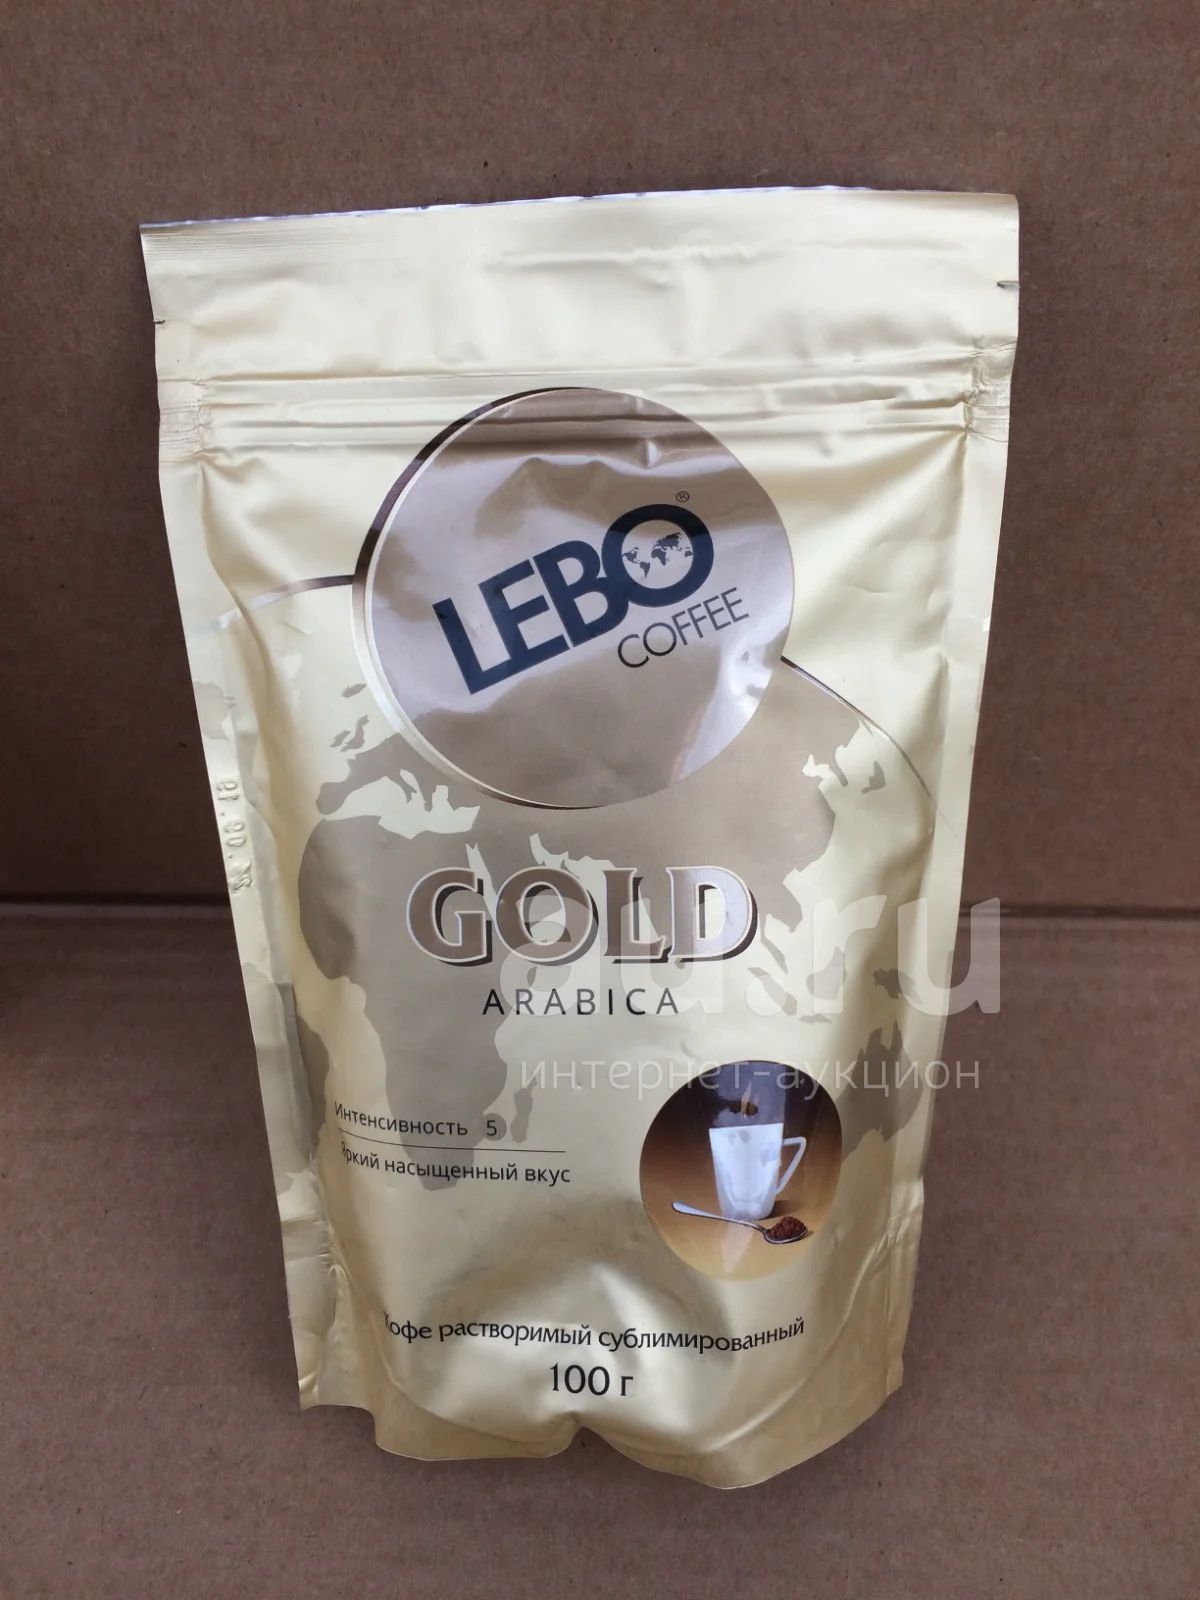 LEBO®
COFFEE
GOLD
ARABICA
au.ru
интернет-аукцион
Интенсивность 5
Яркий насыщенный вкус
Кофе растворимый сублимированный
100 г